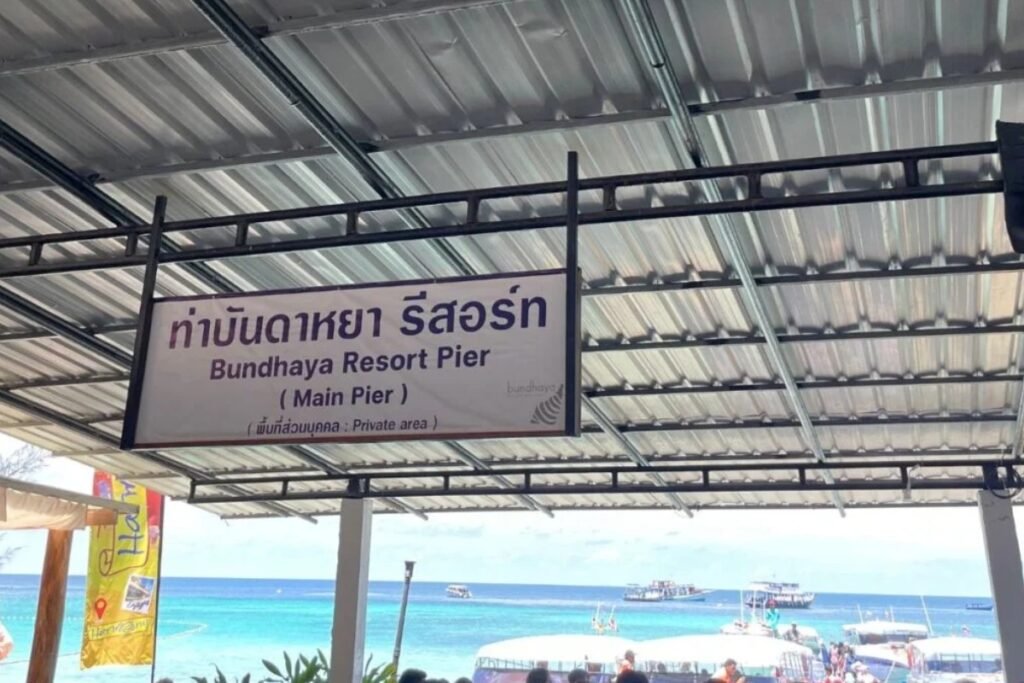 ท่าบันดาหยา รีสอร์ท
Bundhaya Resort Pier
( Main Pier )
bundhaya
( พื้นที่ส่วนบุคคล : Private area )